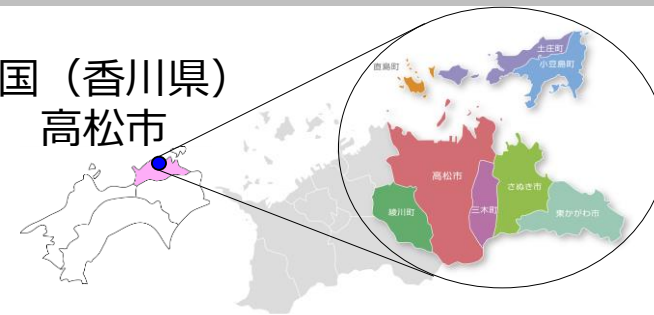 国（香川県）
高松市
土庄町
小豆島町
直島町
高松市
さぬき市
三木町
綾川町
東かがわ市